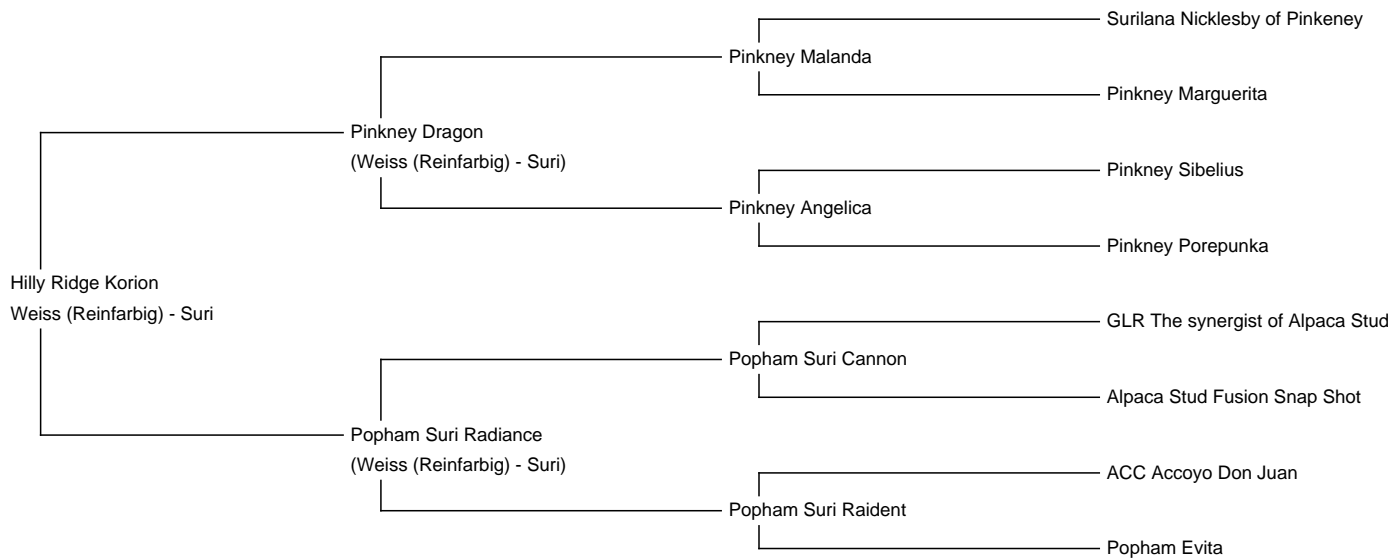 Surilana Nicklesby of Pinkeney
Pinkney Malanda
Pinkney Marguerita
Pinkney Dragon
(Weiss (Reinfarbig) - Suri)
Pinkney Sibelius
Pinkney Angelica
Pinkney Porepunka
Hilly Ridge Korion
Weiss (Reinfarbig) - Suri
GLR The synergist of Alpaca Stud
Popham Suri Cannon
Alpaca Stud Fusion Snap Shot
Popham Suri Radiance
(Weiss (Reinfarbig) - Suri)
ACC Accoyo Don Juan
Popham Suri Raident
Popham Evita